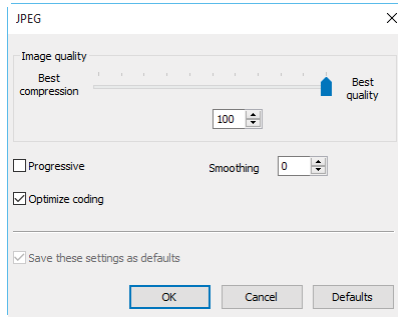 JPEG
Image quality
Best compression
Best quality
100
Progressive
Smoothing
0
Optimize coding
Save these settings as defaults
OK
Cancel
Defaults